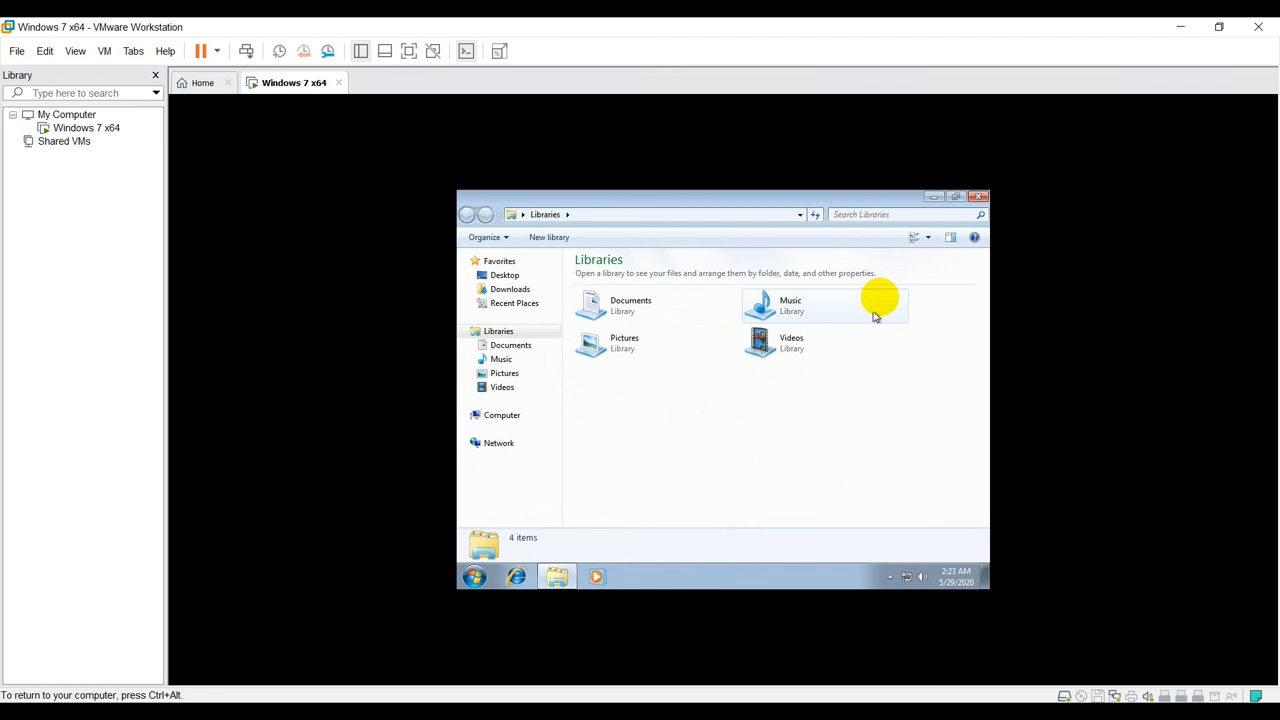 Windows 7 x64 - VMware Workstation
File Edit View VM Tabs Help
Library
Type here to search
My Computer
Windows 7 x64
Shared VMs
Home
Windows 7 x64
Libraries
Search Libraries
Organize
New library
Favorites
Desktop
Downloads
Recent Places
Libraries
Documents
Music
Pictures
Videos
Computer
Network
Libraries
Open a library to see your files and arrange them by folder, date, and other properties.
Documents
Library
Music
Library
Pictures
Library
Videos
Library
4 items
2:23 AM
5/29/2020
To return to your computer, press Ctrl+Alt.